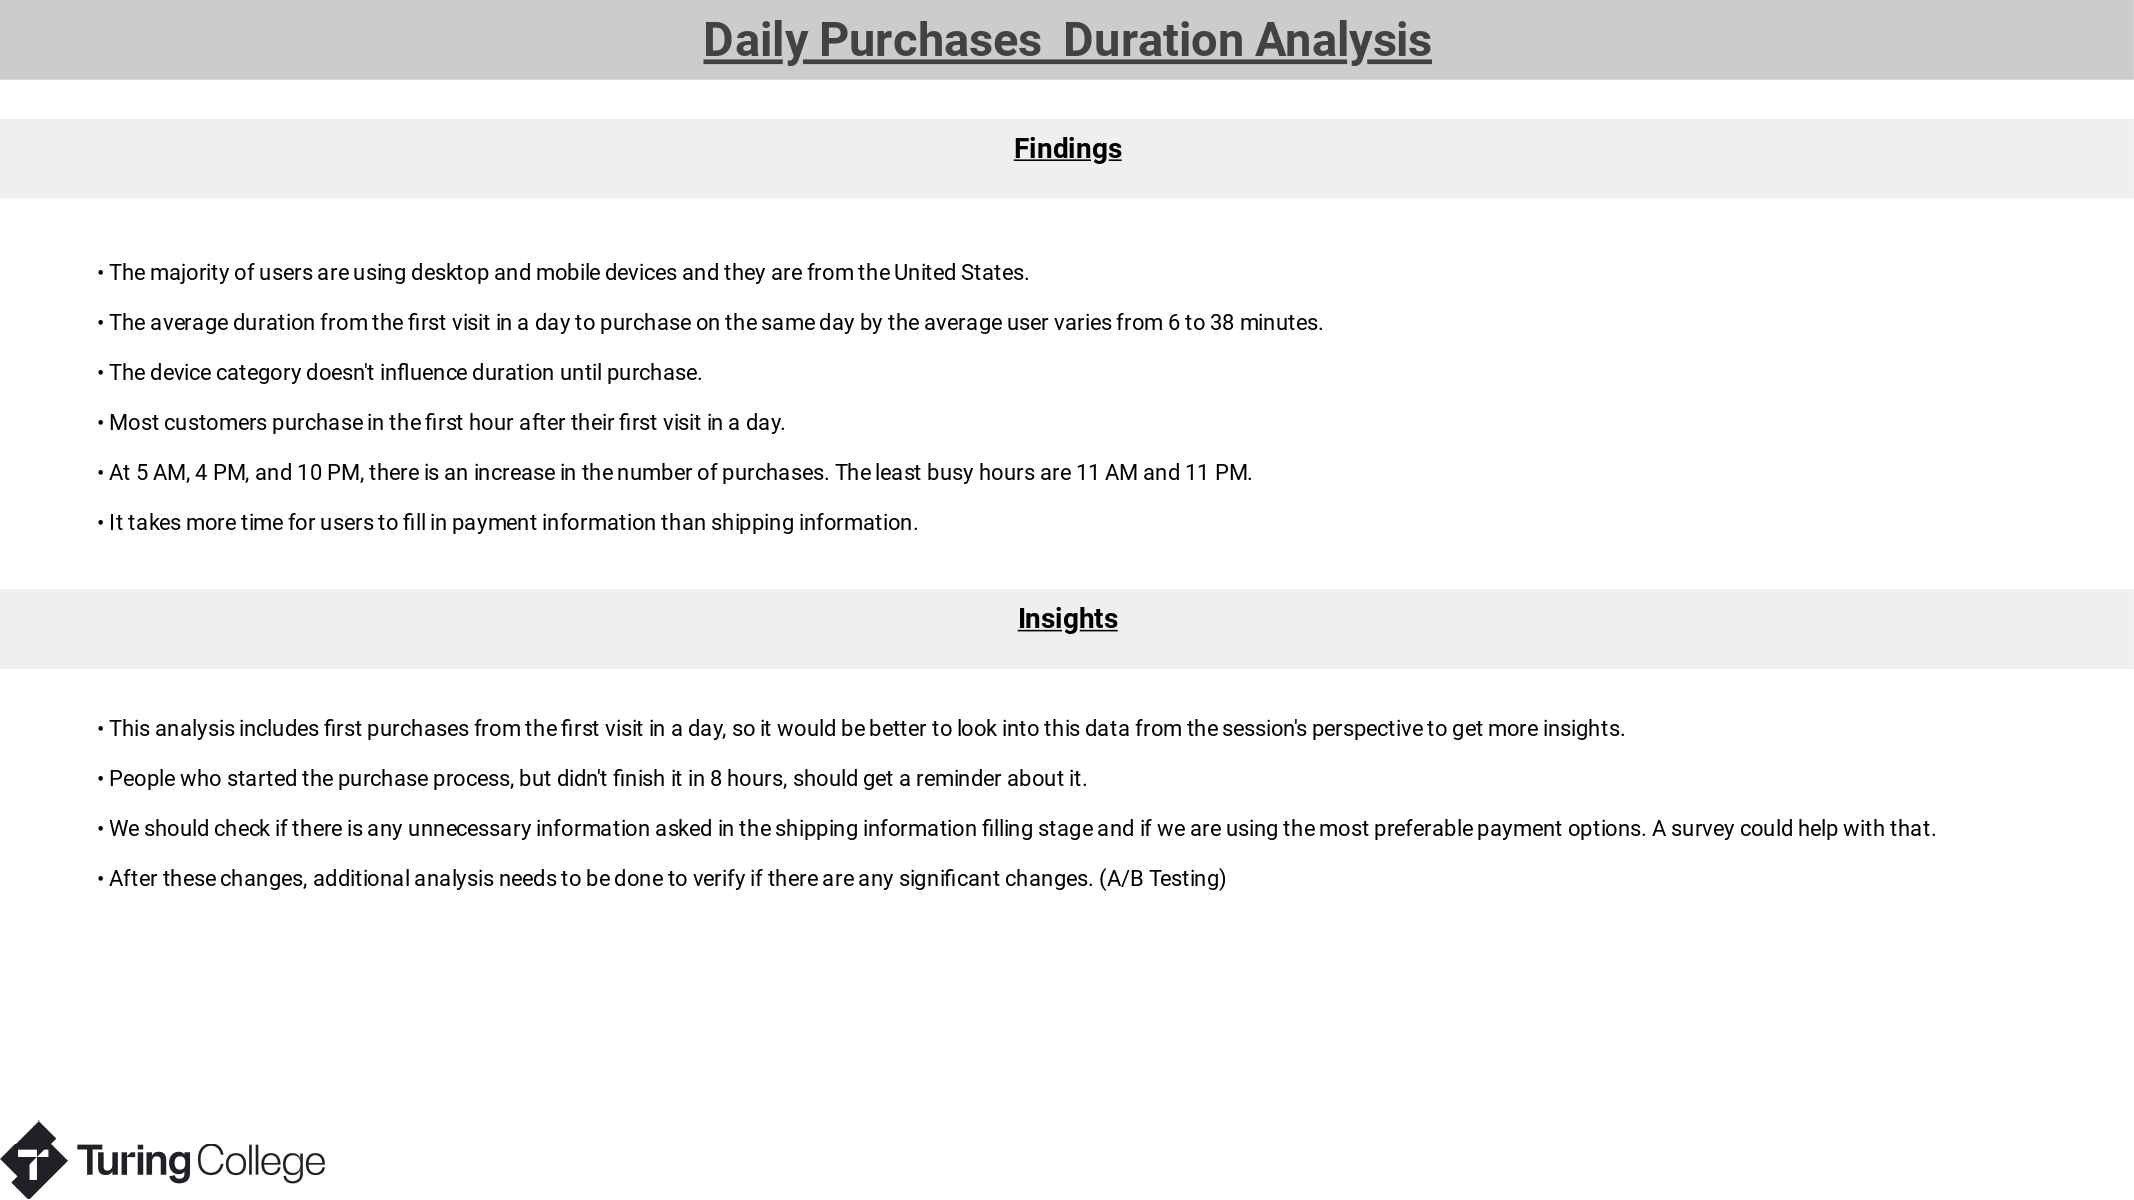 Daily Purchases  Duration Analysis
Findings
• The majority of users are using desktop and mobile devices and they are from the United States.
• The average duration from the first visit in a day to purchase on the same day by the average user varies from 6 to 38 minutes.
• The device category doesn't influence duration until purchase.
• Most customers purchase in the first hour after their first visit in a day.
• At 5 AM, 4 PM, and 10 PM, there is an increase in the number of purchases. The least busy hours are 11 AM and 11 PM.
• It takes more time for users to fill in payment information than shipping information.
Insights
• This analysis includes first purchases from the first visit in a day, so it would be better to look into this data from the session's perspective to get more insights.
• People who started the purchase process, but didn't finish it in 8 hours, should get a reminder about it.
• We should check if there is any unnecessary information asked in the shipping information filling stage and if we are using the most preferable payment options. A survey could help with that.
• After these changes, additional analysis needs to be done to verify if there are any significant changes. (A/B Testing)
Turing College